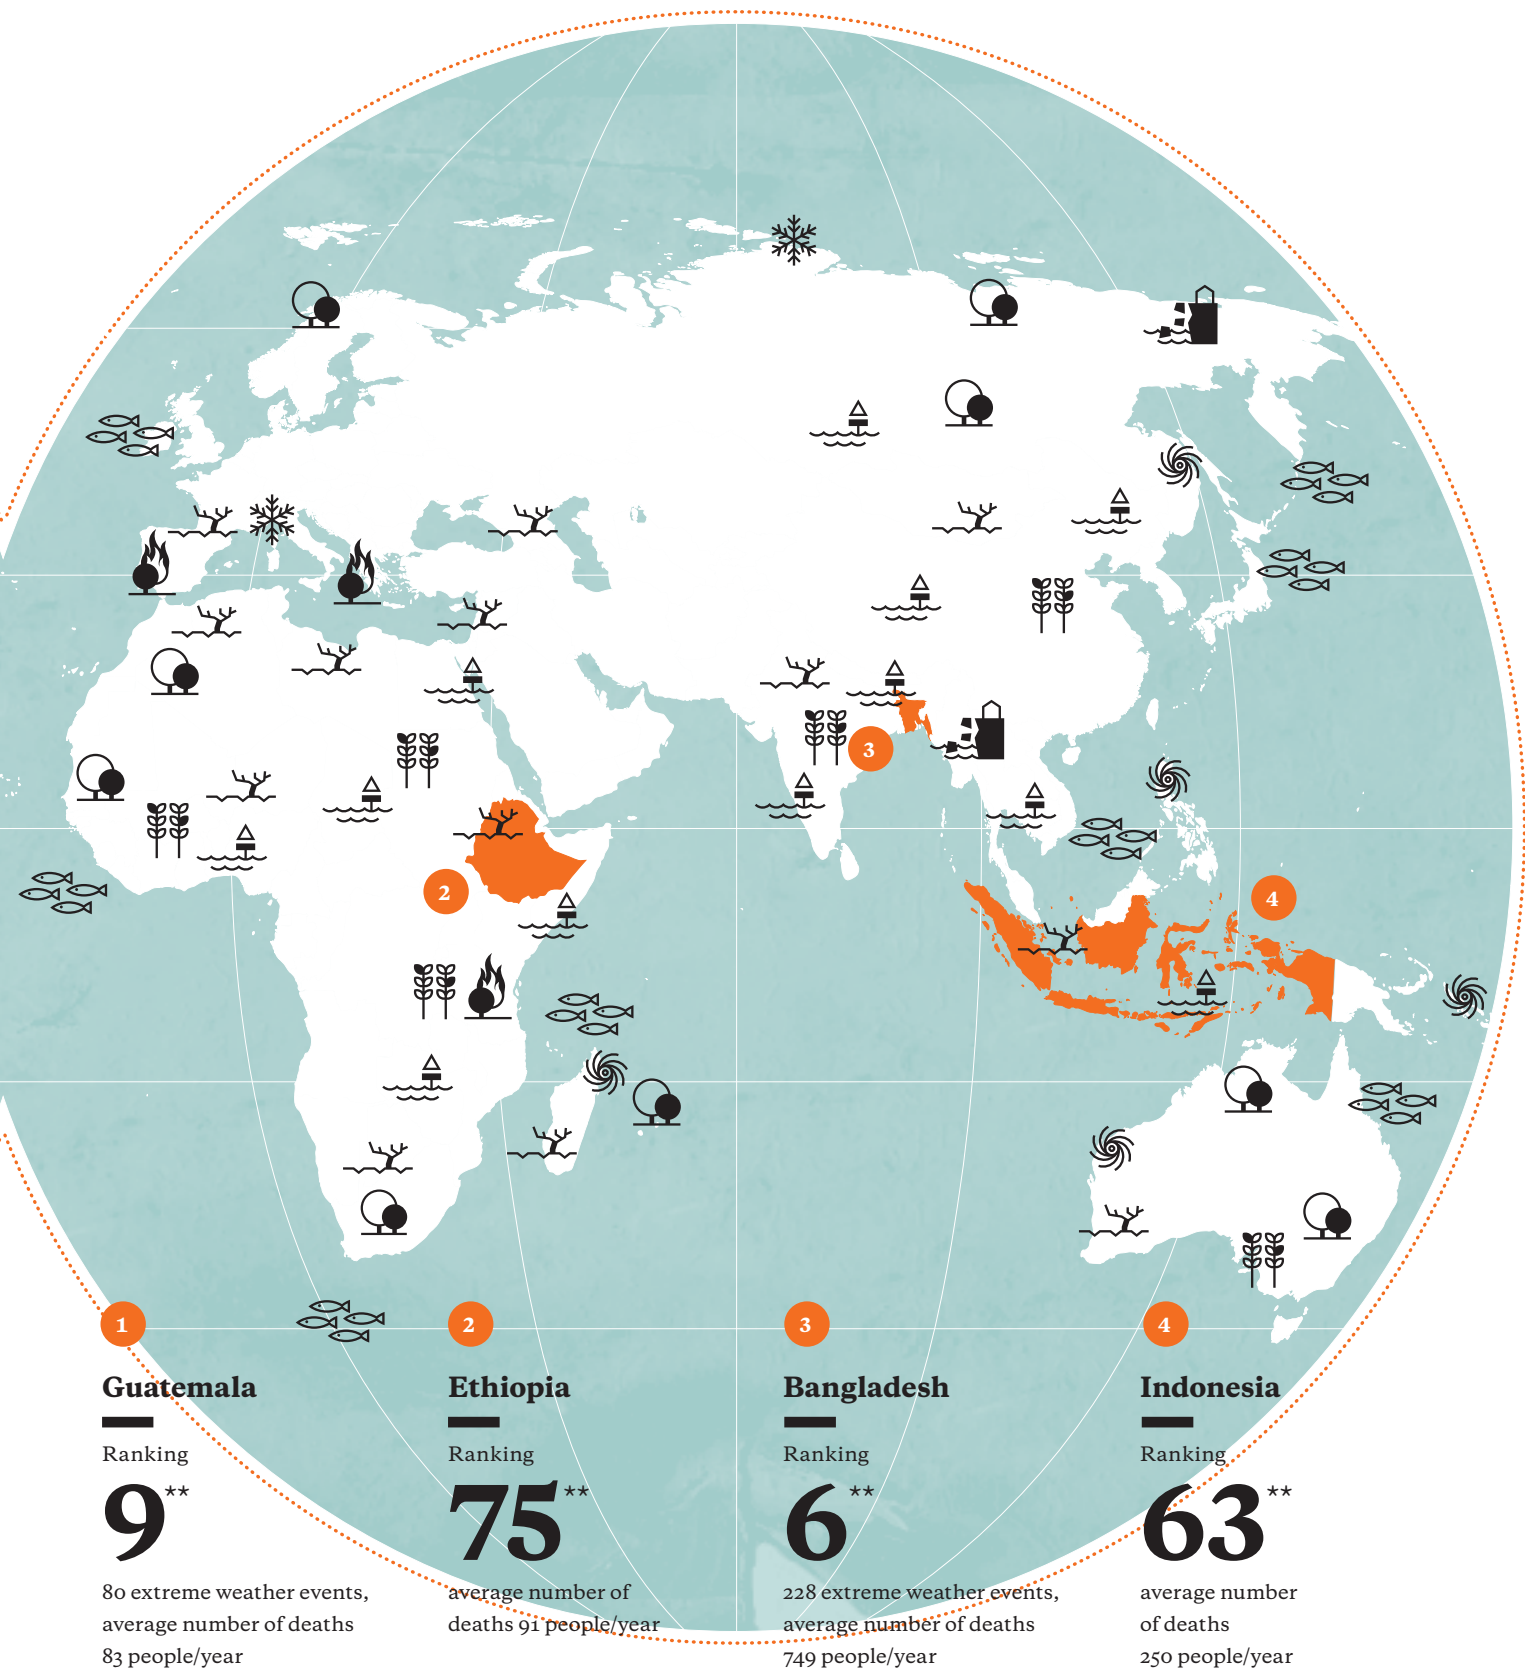 3
2
4
1
Guatemala
Ranking
9**
80 extreme weather events,
average number of deaths
83 people/year
2
Ethiopia
Ranking
75**
average number of
deaths 91 people/year
3
Bangladesh
Ranking
6**
228 extreme weather events,
average number of deaths
749 people/year
4
Indonesia
Ranking
63**
average number
of deaths
250 people/year